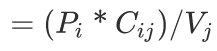 = (P_i * C_{ij})/V_j